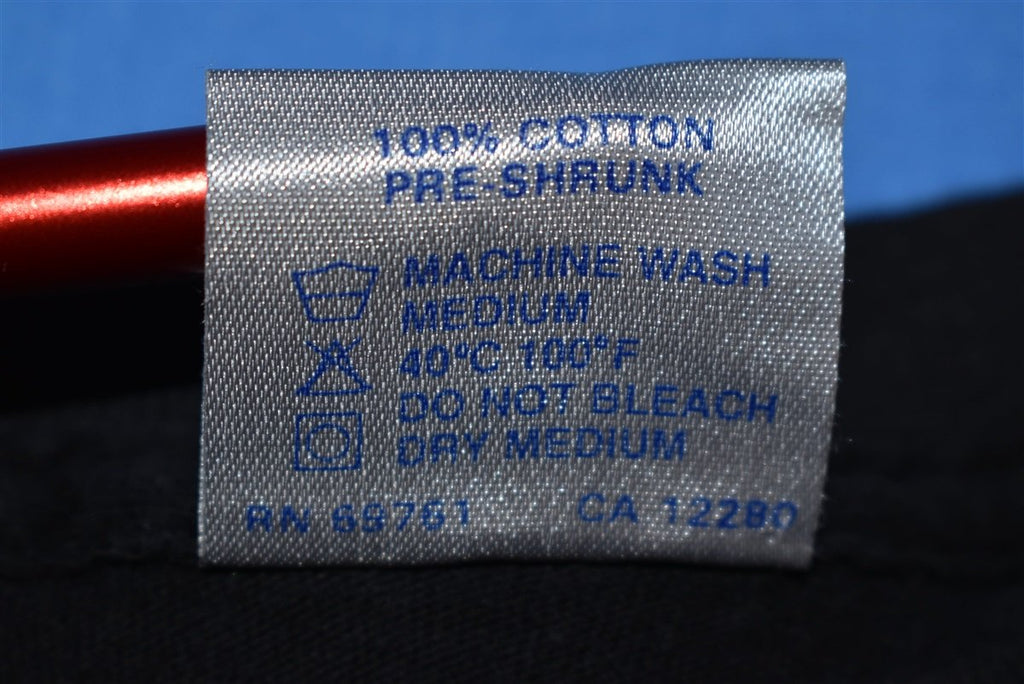 100% COTTON
PRE-SHRUNK
MACHINE WASH
MEDIUM
40°C 100°F
DO NOT BLEACH
DRY MEDIUM
RN 69761 CA 12280